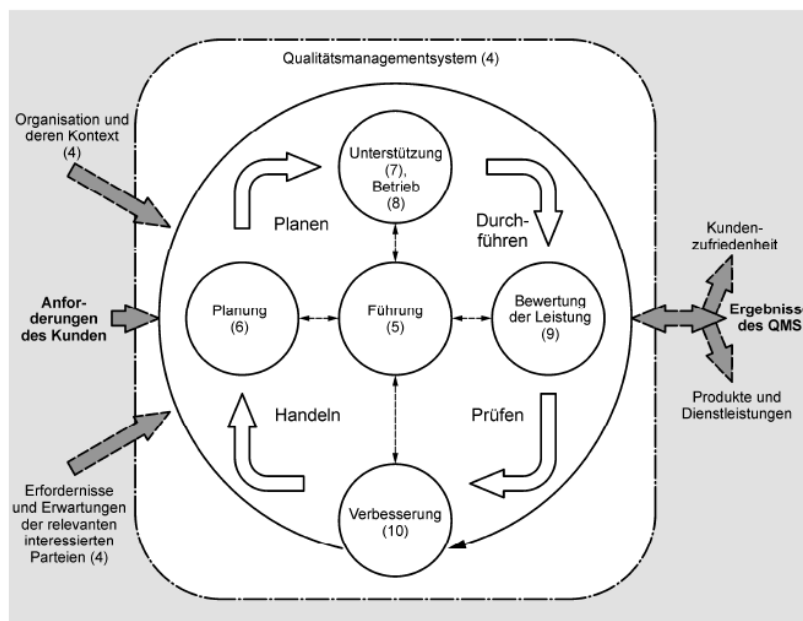 Qualitätsmanagementsystem (4)
Organisation und
deren Kontext
(4)
Unterstützung
(7),
Betrieb
(8)
Planen
Durch-
führen
Kunden-
zufriedenheit
Anfor-
derungen
des Kunden
Planung
(6)
Führung
(5)
Bewertung
der Leistung
(9)
Ergebnisse
des QMS
Handeln
Prüfen
Produkte und
Dienstleistungen
Erfordernisse
und Erwartungen
der relevanten
interessierten
Parteien (4)
Verbesserung
(10)